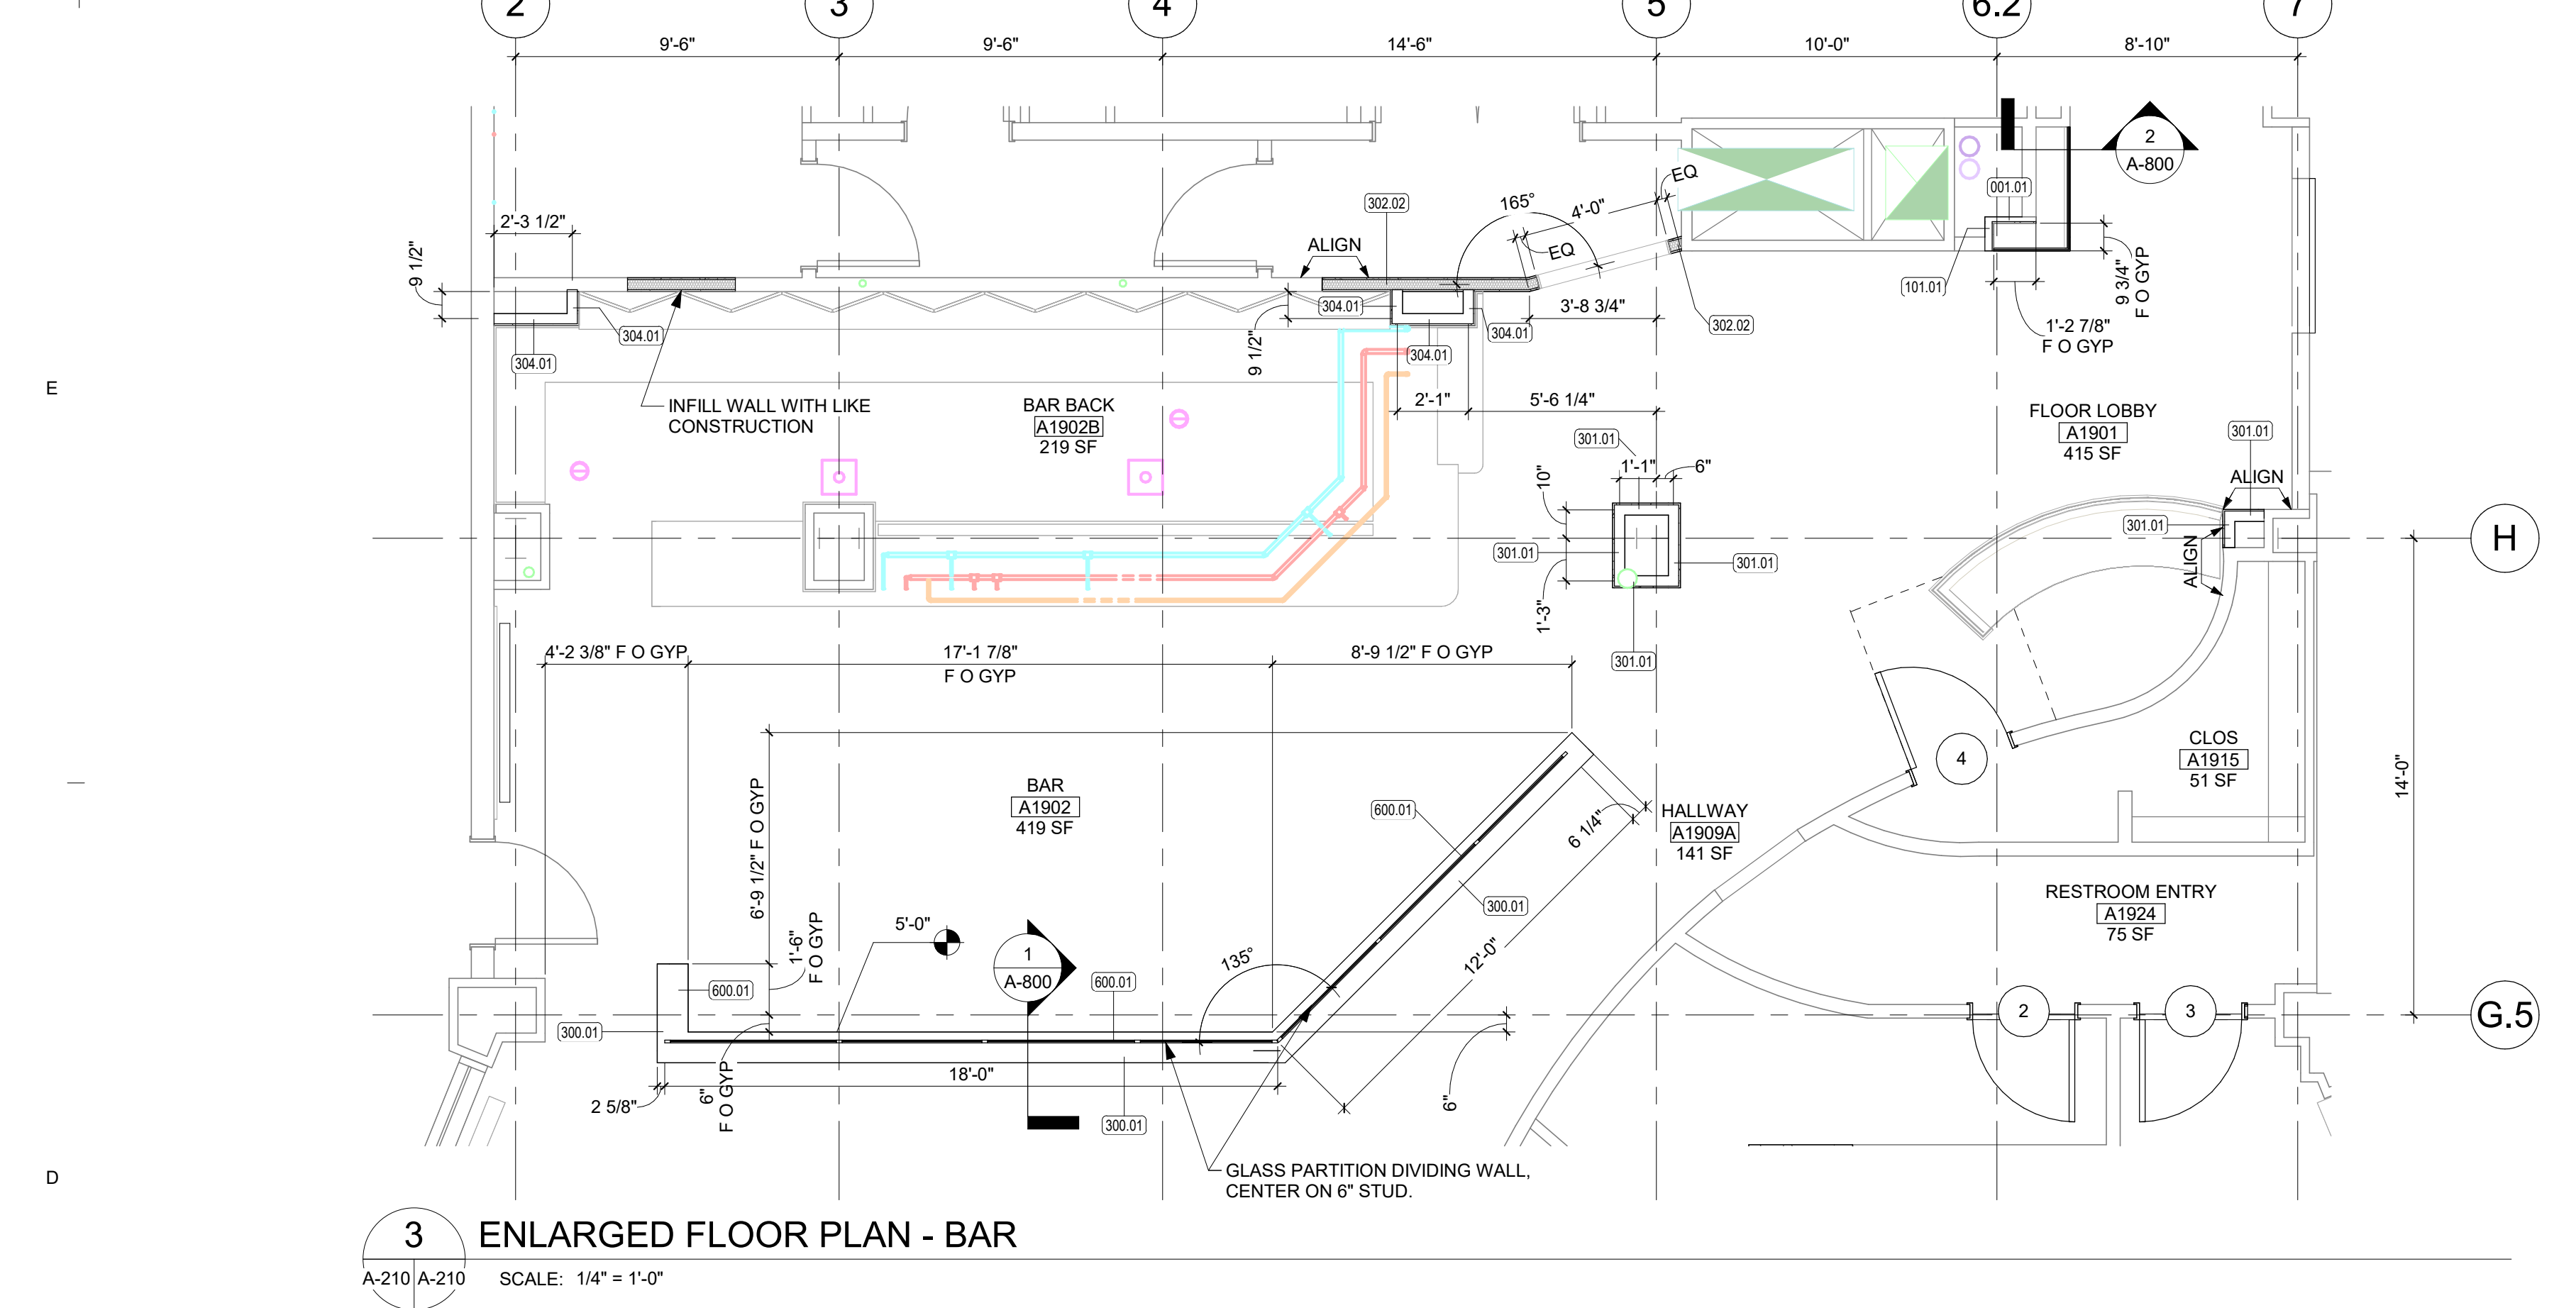 2
3
4
5
6.2
7
9'-6"
9'-6"
14'-6"
10'-0"
8'-10"
2
A-800
EQ
001.01
165°
302.02
4'-0"
2'-3 1/2"
ALIGN
EQ
9 1/2"
9 3/4"
F O GYP
101.01
304.01
304.01
304.01
3'-8 3/4"
304.01
302.02
1'-2 7/8"
F O GYP
9 1/2"
304.01
E
INFILL WALL WITH LIKE
CONSTRUCTION
BAR BACK
A1902B
219 SF
2'-1"
5'-6 1/4"
FLOOR LOBBY
A1901
415 SF
301.01
301.01
1'-1"
6"
10"
ALIGN
301.01
H
301.01
301.01
ALIGN
1'-3"
301.01
4'-2 3/8" F O GYP
17'-1 7/8"
F O GYP
8'-9 1/2" F O GYP
CLOS
A1915
51 SF
4
14'-0"
BAR
A1902
419 SF
6'-9 1/2" F O GYP
600.01
6 1/4"
HALLWAY
A1909A
141 SF
300.01
RESTROOM ENTRY
A1924
75 SF
5'-0"
1'-6"
F O GYP
1
A-800
135°
12'-0"
600.01
600.01
2
3
G.5
300.01
18'-0"
2 5/8"
6"
F O GYP
6"
300.01
GLASS PARTITION DIVIDING WALL,
CENTER ON 6" STUD.
D
3
ENLARGED FLOOR PLAN - BAR
A-210
A-210
SCALE: 1/4" = 1'-0"